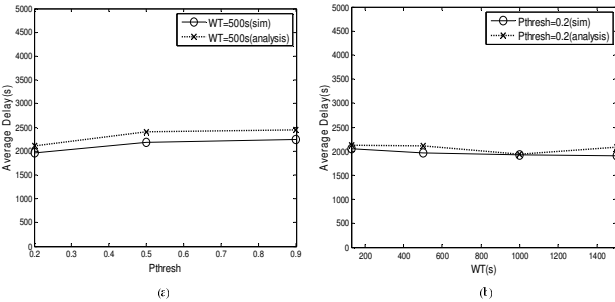 WT=500s(sim)
WT=500s(analysis)
Average Delay(s)
5000
4500
4000
3500
3000
2500
2000
1500
1000
500
0
0.2 0.3 0.4 0.5 0.6 0.7 0.8 0.9
Pthresh
(a)
Pthresh=0.2(sim)
Pthresh=0.2(analysis)
Average Delay(s)
5000
4500
4000
3500
3000
2500
2000
1500
1000
500
0
200 400 600 800 1000 1200 1400
WT(s)
(b)